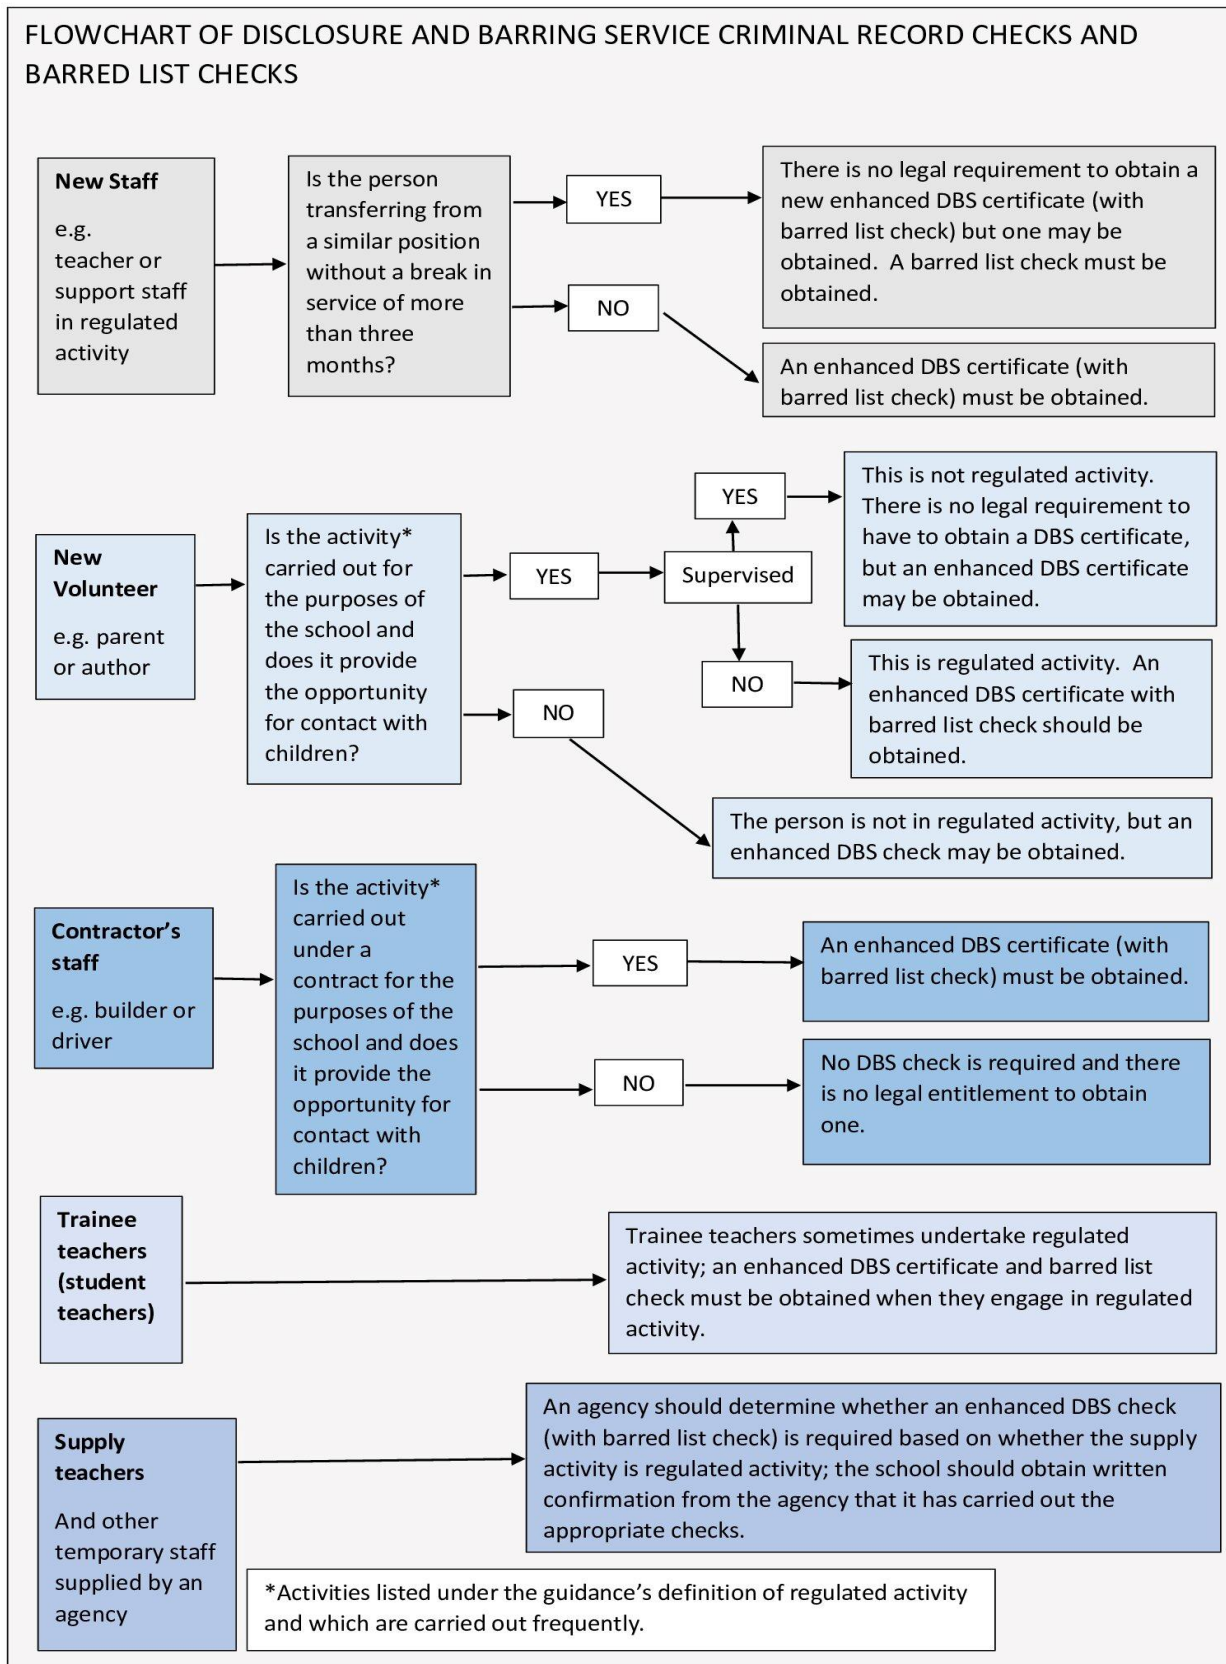 FLOWCHART OF DISCLOSURE AND BARRING SERVICE CRIMINAL RECORD CHECKS AND
BARRED LIST CHECKS
New Staff
e.g.
teacher or
support staff
in regulated
activity
Is the person
transferring from
a similar position
without a break in
service of more
than three
months?
YES
There is no legal requirement to obtain a
new enhanced DBS certificate (with
barred list check) but one may be
obtained.  A barred list check must be
obtained.
NO
An enhanced DBS certificate (with
barred list check) must be obtained.
New
Volunteer
e.g. parent
or author
Is the activity*
carried out for
the purposes of
the school and
does it provide
the opportunity
for contact with
children?
YES
Supervised
YES
This is not regulated activity.
There is no legal requirement to
have to obtain a DBS certificate,
but an enhanced DBS certificate
may be obtained.
NO
This is regulated activity.  An
enhanced DBS certificate with
barred list check should be
obtained.
NO
The person is not in regulated activity, but an
enhanced DBS check may be obtained.
Contractor’s
staff
e.g. builder or
driver
Is the activity*
carried out
under a
contract for the
purposes of the
school and does
it provide the
opportunity for
contact with
children?
YES
An enhanced DBS certificate (with
barred list check) must be obtained.
NO
No DBS check is required and there
is no legal entitlement to obtain
one.
Trainee
teachers
(student
teachers)
Trainee teachers sometimes undertake regulated
activity; an enhanced DBS certificate and barred list
check must be obtained when they engage in regulated
activity.
Supply
teachers
And other
temporary staff
supplied by an
agency
An agency should determine whether an enhanced DBS check
(with barred list check) is required based on whether the supply
activity is regulated activity; the school should obtain written
confirmation from the agency that it has carried out the
appropriate checks.
*Activities listed under the guidance’s definition of regulated activity
and which are carried out frequently.